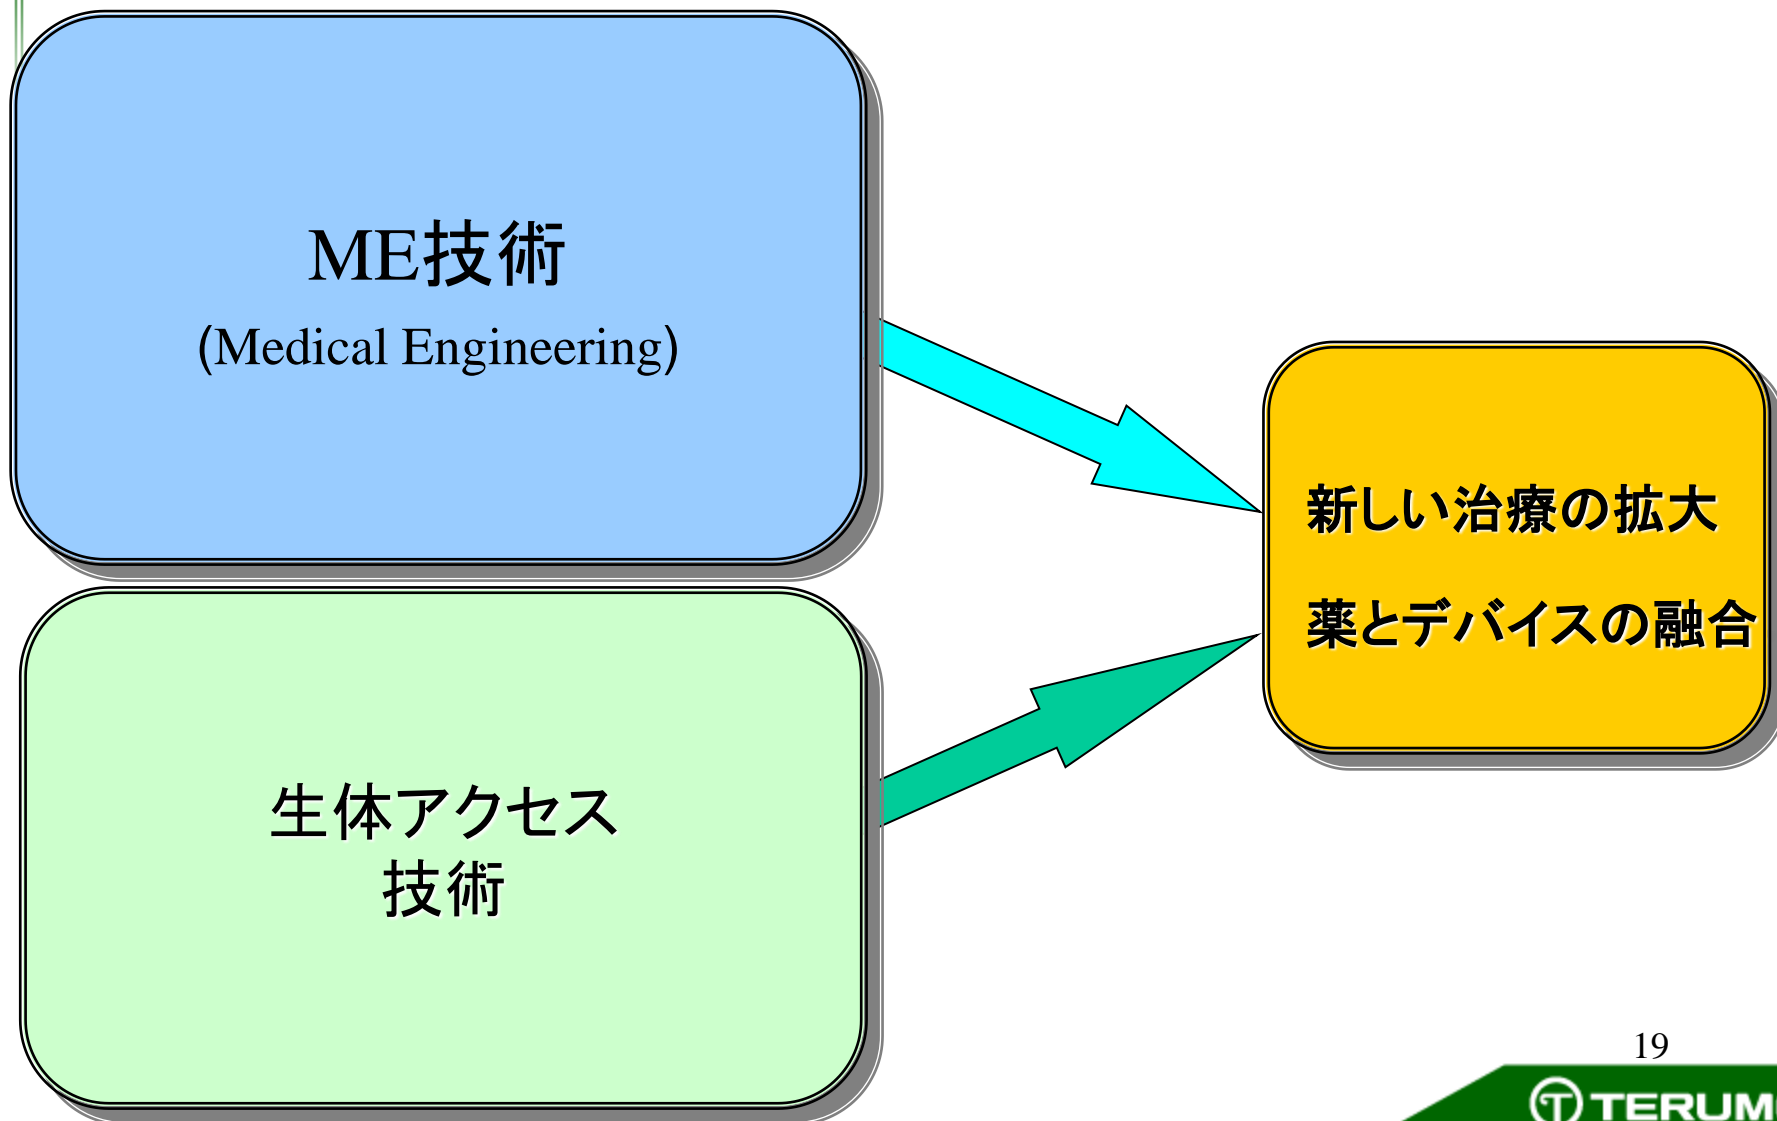 ME技術
(Medical Engineering)
生体アクセス
技術
新しい治療の拡大
薬とデバイスの融合
19
TERUMO